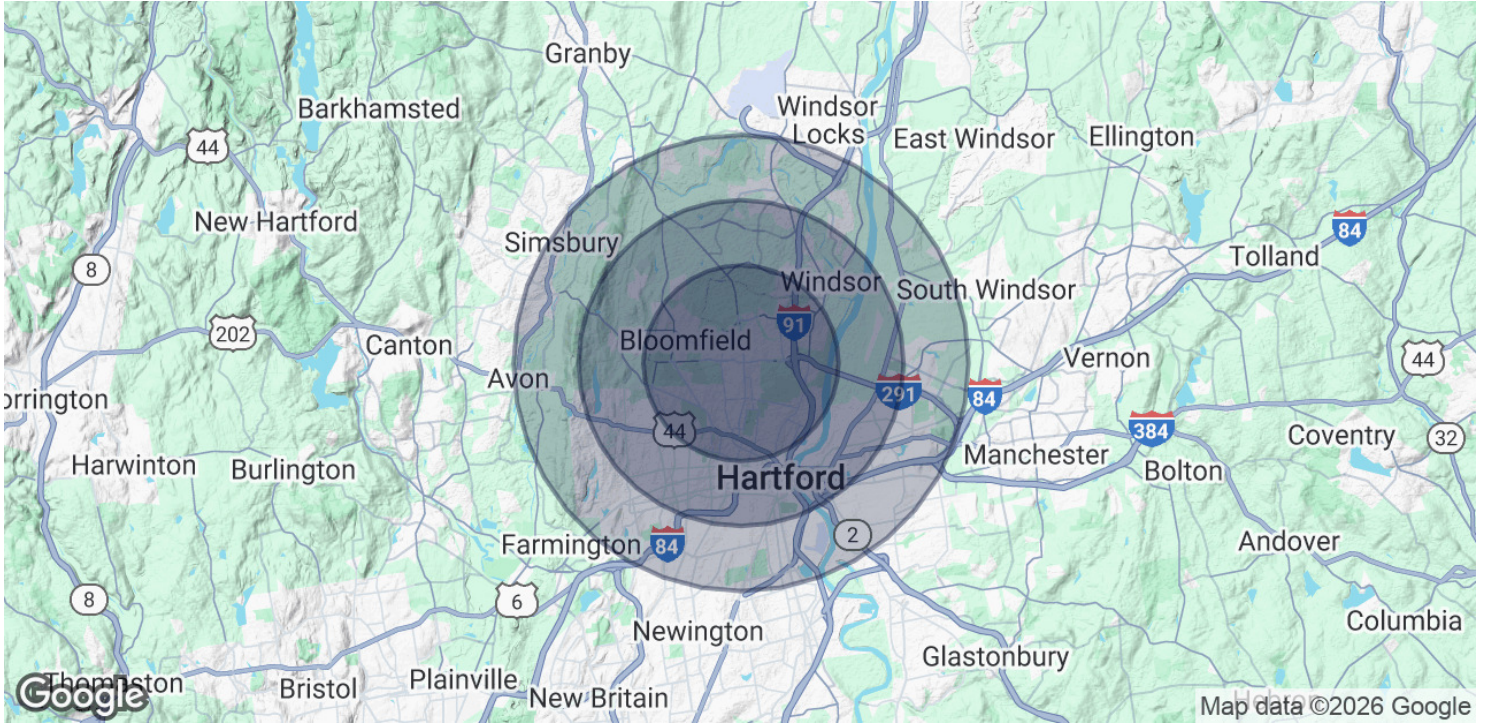 Granby
Barkhamsted
Windsor
Locks
East Windsor
Ellington
44
New Hartford
Simsbury
84
Tolland
8
Windsor
South Windsor
91
202
Bloomfield
Canton
Vernon
44
Avon
291
84
orrington
44
384
Coventry
32
Harwinton
Burlington
Manchester
Bolton
Hartford
2
Farmington
84
Andover
8
6
Newington
Columbia
Glastonbury
Thomaston
Plainville
Bristol
New Britain
Hebron
Google
Map data ©2026 Google